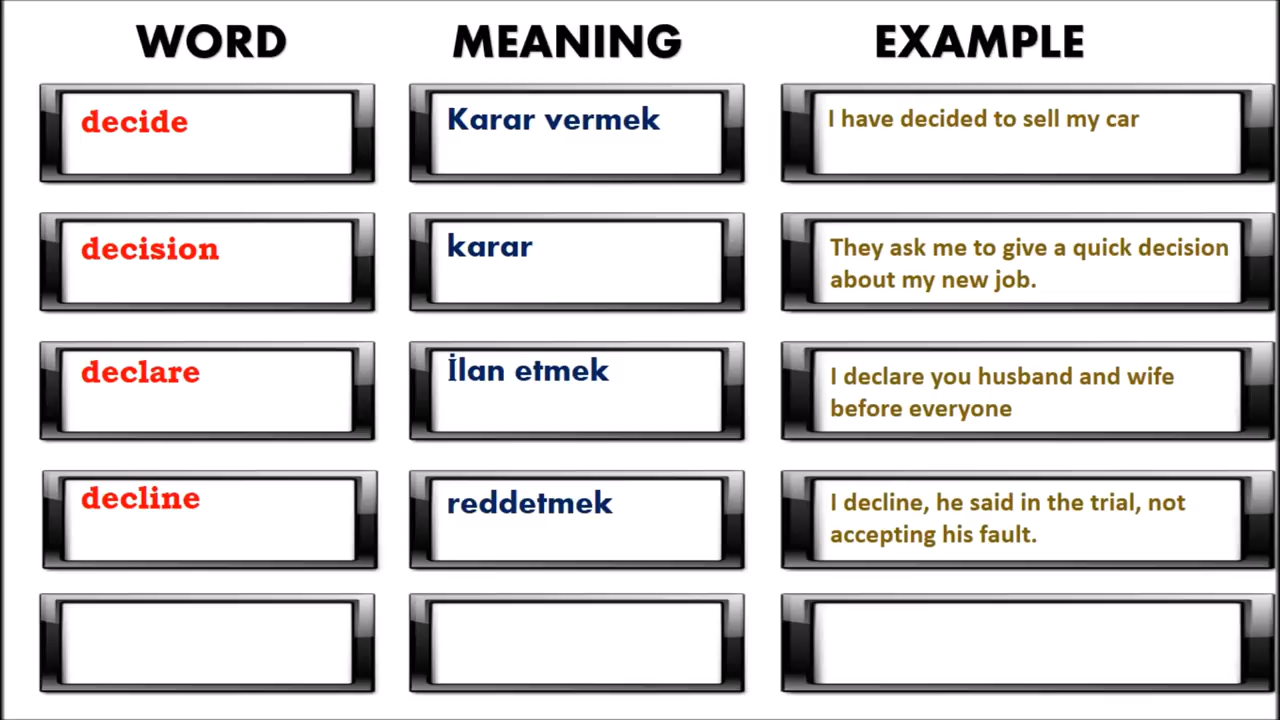 WORD MEANING EXAMPLE
decide Karar vermek I have decided to sell my car
decision karar They ask me to give a quick decision
about my new job.
declare İlan etmek I declare you husband and wife
before everyone
decline reddetmek I decline, he said in the trial, not
accepting his fault.